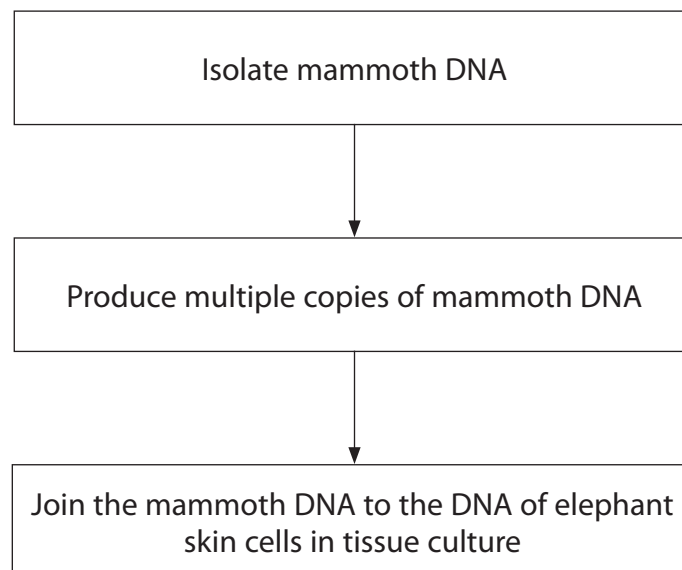 Isolate mammoth DNA
Produce multiple copies of mammoth DNA
Join the mammoth DNA to the DNA of elephant
skin cells in tissue culture